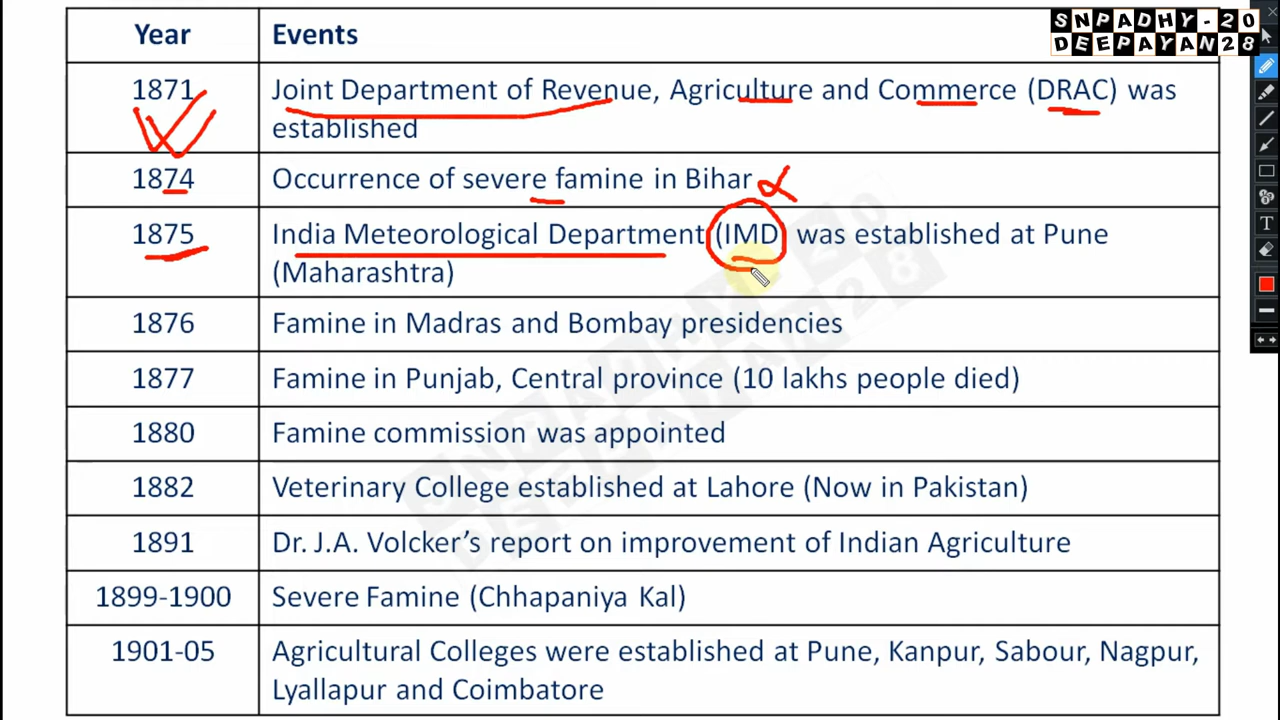 SNPADHY-20
DEEPAYAN28
Year Events
1871 Joint Department of Revenue, Agriculture and Commerce (DRAC) was
established
1874 Occurrence of severe famine in Bihar
1875 India Meteorological Department (IMD) was established at Pune
(Maharashtra)
1876 Famine in Madras and Bombay presidencies
1877 Famine in Punjab, Central province (10 lakhs people died)
1880 Famine commission was appointed
1882 Veterinary College established at Lahore (Now in Pakistan)
1891 Dr. J.A. Volcker's report on improvement of Indian Agriculture
1899-1900 Severe Famine (Chhapaniya Kal)
1901-05 Agricultural Colleges were established at Pune, Kanpur, Sabour, Nagpur,
Lyallapur and Coimbatore
SNPADHY-20
DEEPAYAN28